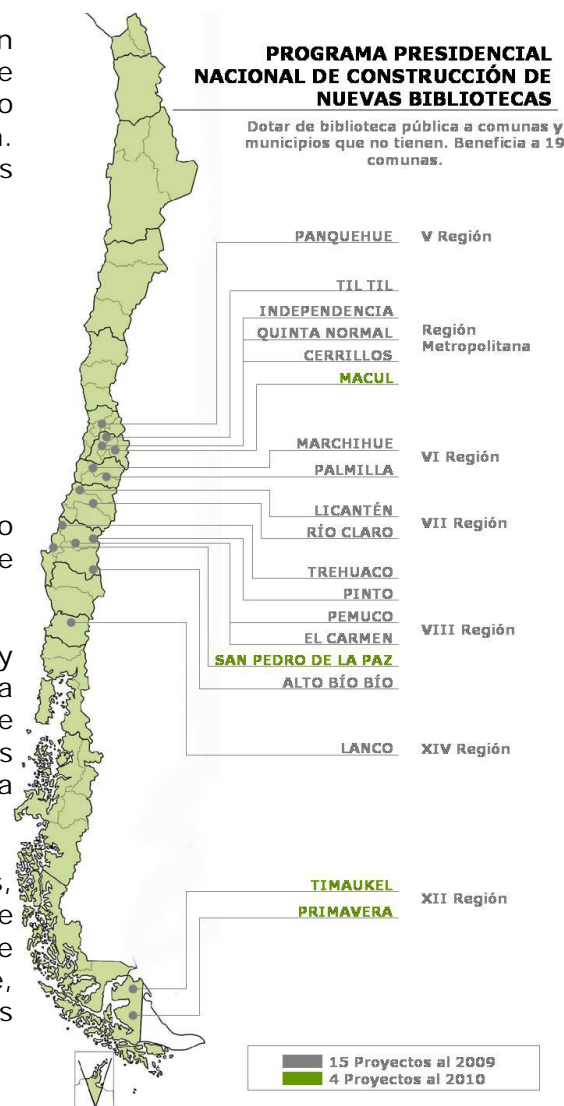 n
e
o
n.
s
o
e
y
a
e
s
a
s,
e
e
e,
s
PROGRAMA PRESIDENCIAL
NACIONAL DE CONSTRUCCIÓN DE
NUEVAS BIBLIOTECAS
Dotar de biblioteca pública a comunas y
municipios que no tienen. Beneficia a 19
comunas.
PANQUEHUE V Región
TIL TIL
INDEPENDENCIA
QUINTA NORMAL
CERRILLOS
MACUL
Región
Metropolitana
MARCHIHUE
PALMILLA
VI Región
LICANTÉN
RÍO CLARO
VII Región
TREHUACO
PINTO
PEMUCO
EL CARMEN
SAN PEDRO DE LA PAZ
ALTO BÍO BÍO
VIII Región
LANCO XIV Región
TIMAUKEL
PRIMAVERA
XII Región
15 Proyectos al 2009
4 Proyectos al 2010